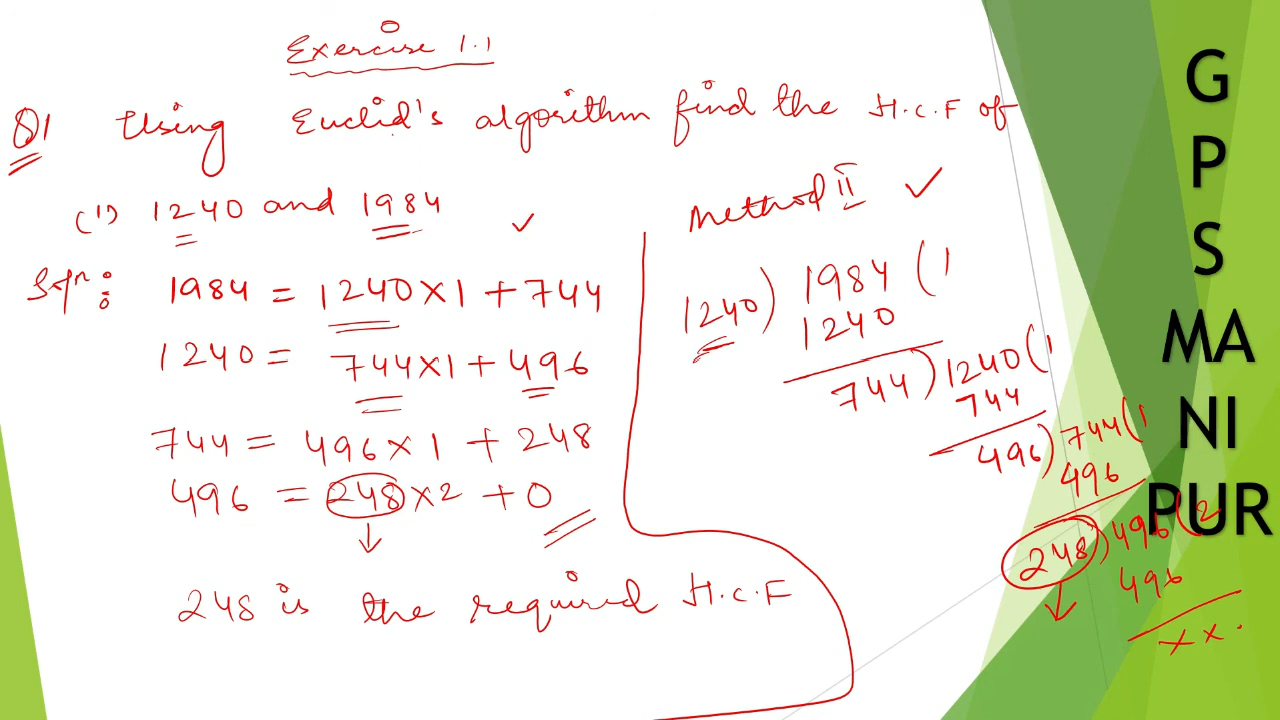 Exercise 1.1
Q1 Using Euclid's algorithm find the H.C.F of
(i) 1240 and 1984
Solⁿ:
1984 = 1240 × 1 + 744
1240 = 744 × 1 + 496
744 = 496 × 1 + 248
496 = 248 × 2 + 0
248 is the required H.C.F
Method II
1240) 1984 (1
1240
744) 1240 (1
744
496) 744 (1
496
248) 496 (2
496
× ×
G
P
S
MA
NI
PUR